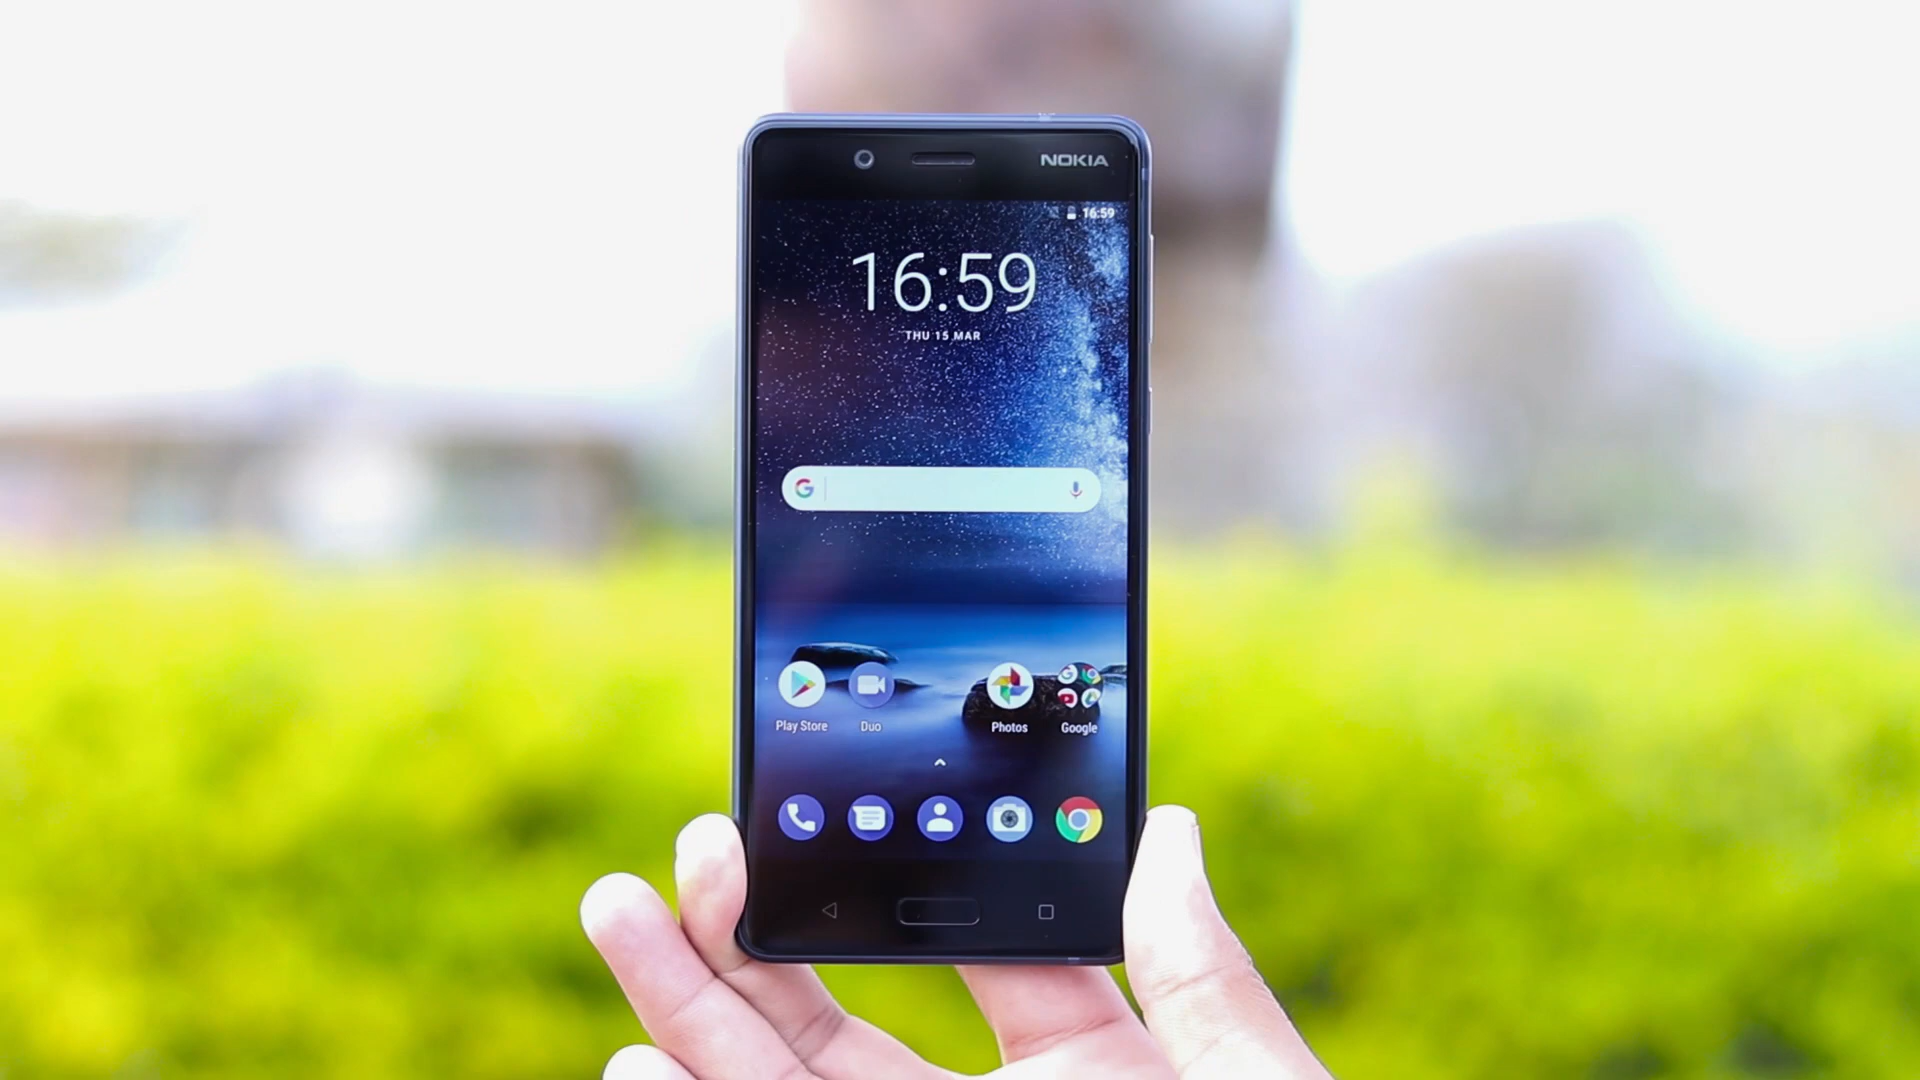 NOKIA
16:59
16:59
THU 15 MAR
Play Store
Duo
Photos
Google